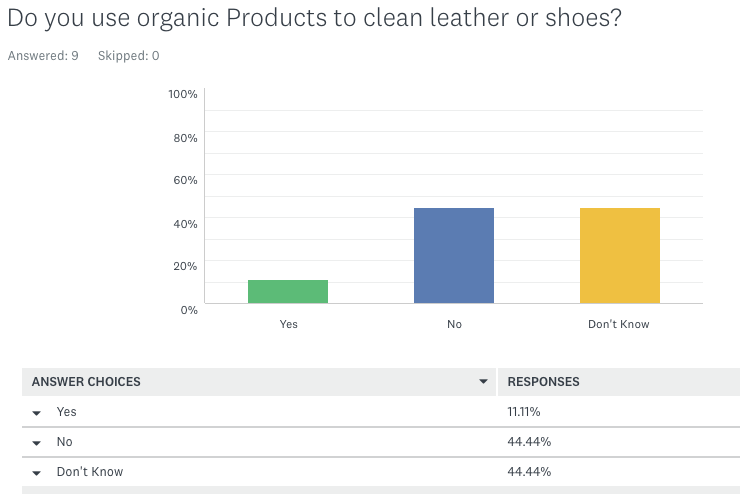 Do you use organic Products to clean leather or shoes?
Answered: 9 Skipped: 0
100%
80%
60%
40%
20%
0%
Yes No Don't Know
ANSWER CHOICES RESPONSES
Yes 11.11%
No 44.44%
Don't Know 44.44%